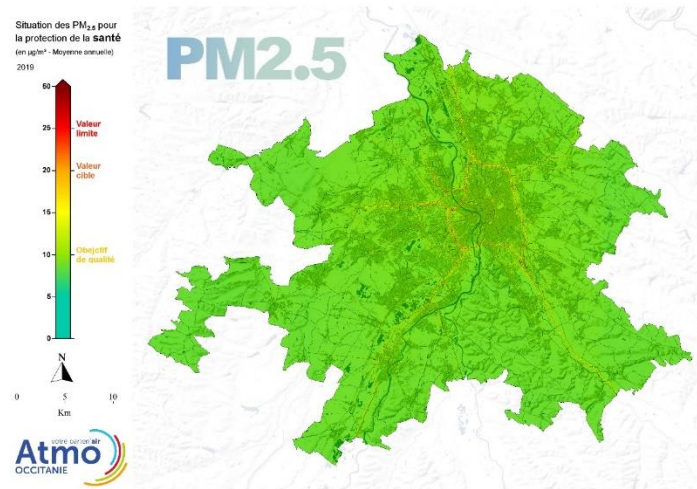 Situation des PM2.5 pour
la protection de la santé
(en µg/m³ - Moyenne annuelle)
2019
PM2.5
50
25
Valeur
limite
20
Valeur
cible
15
10
Objectif
de qualité
5
0
N
0 5 10
Km
votre parten'air
Atmo
OCCITANIE